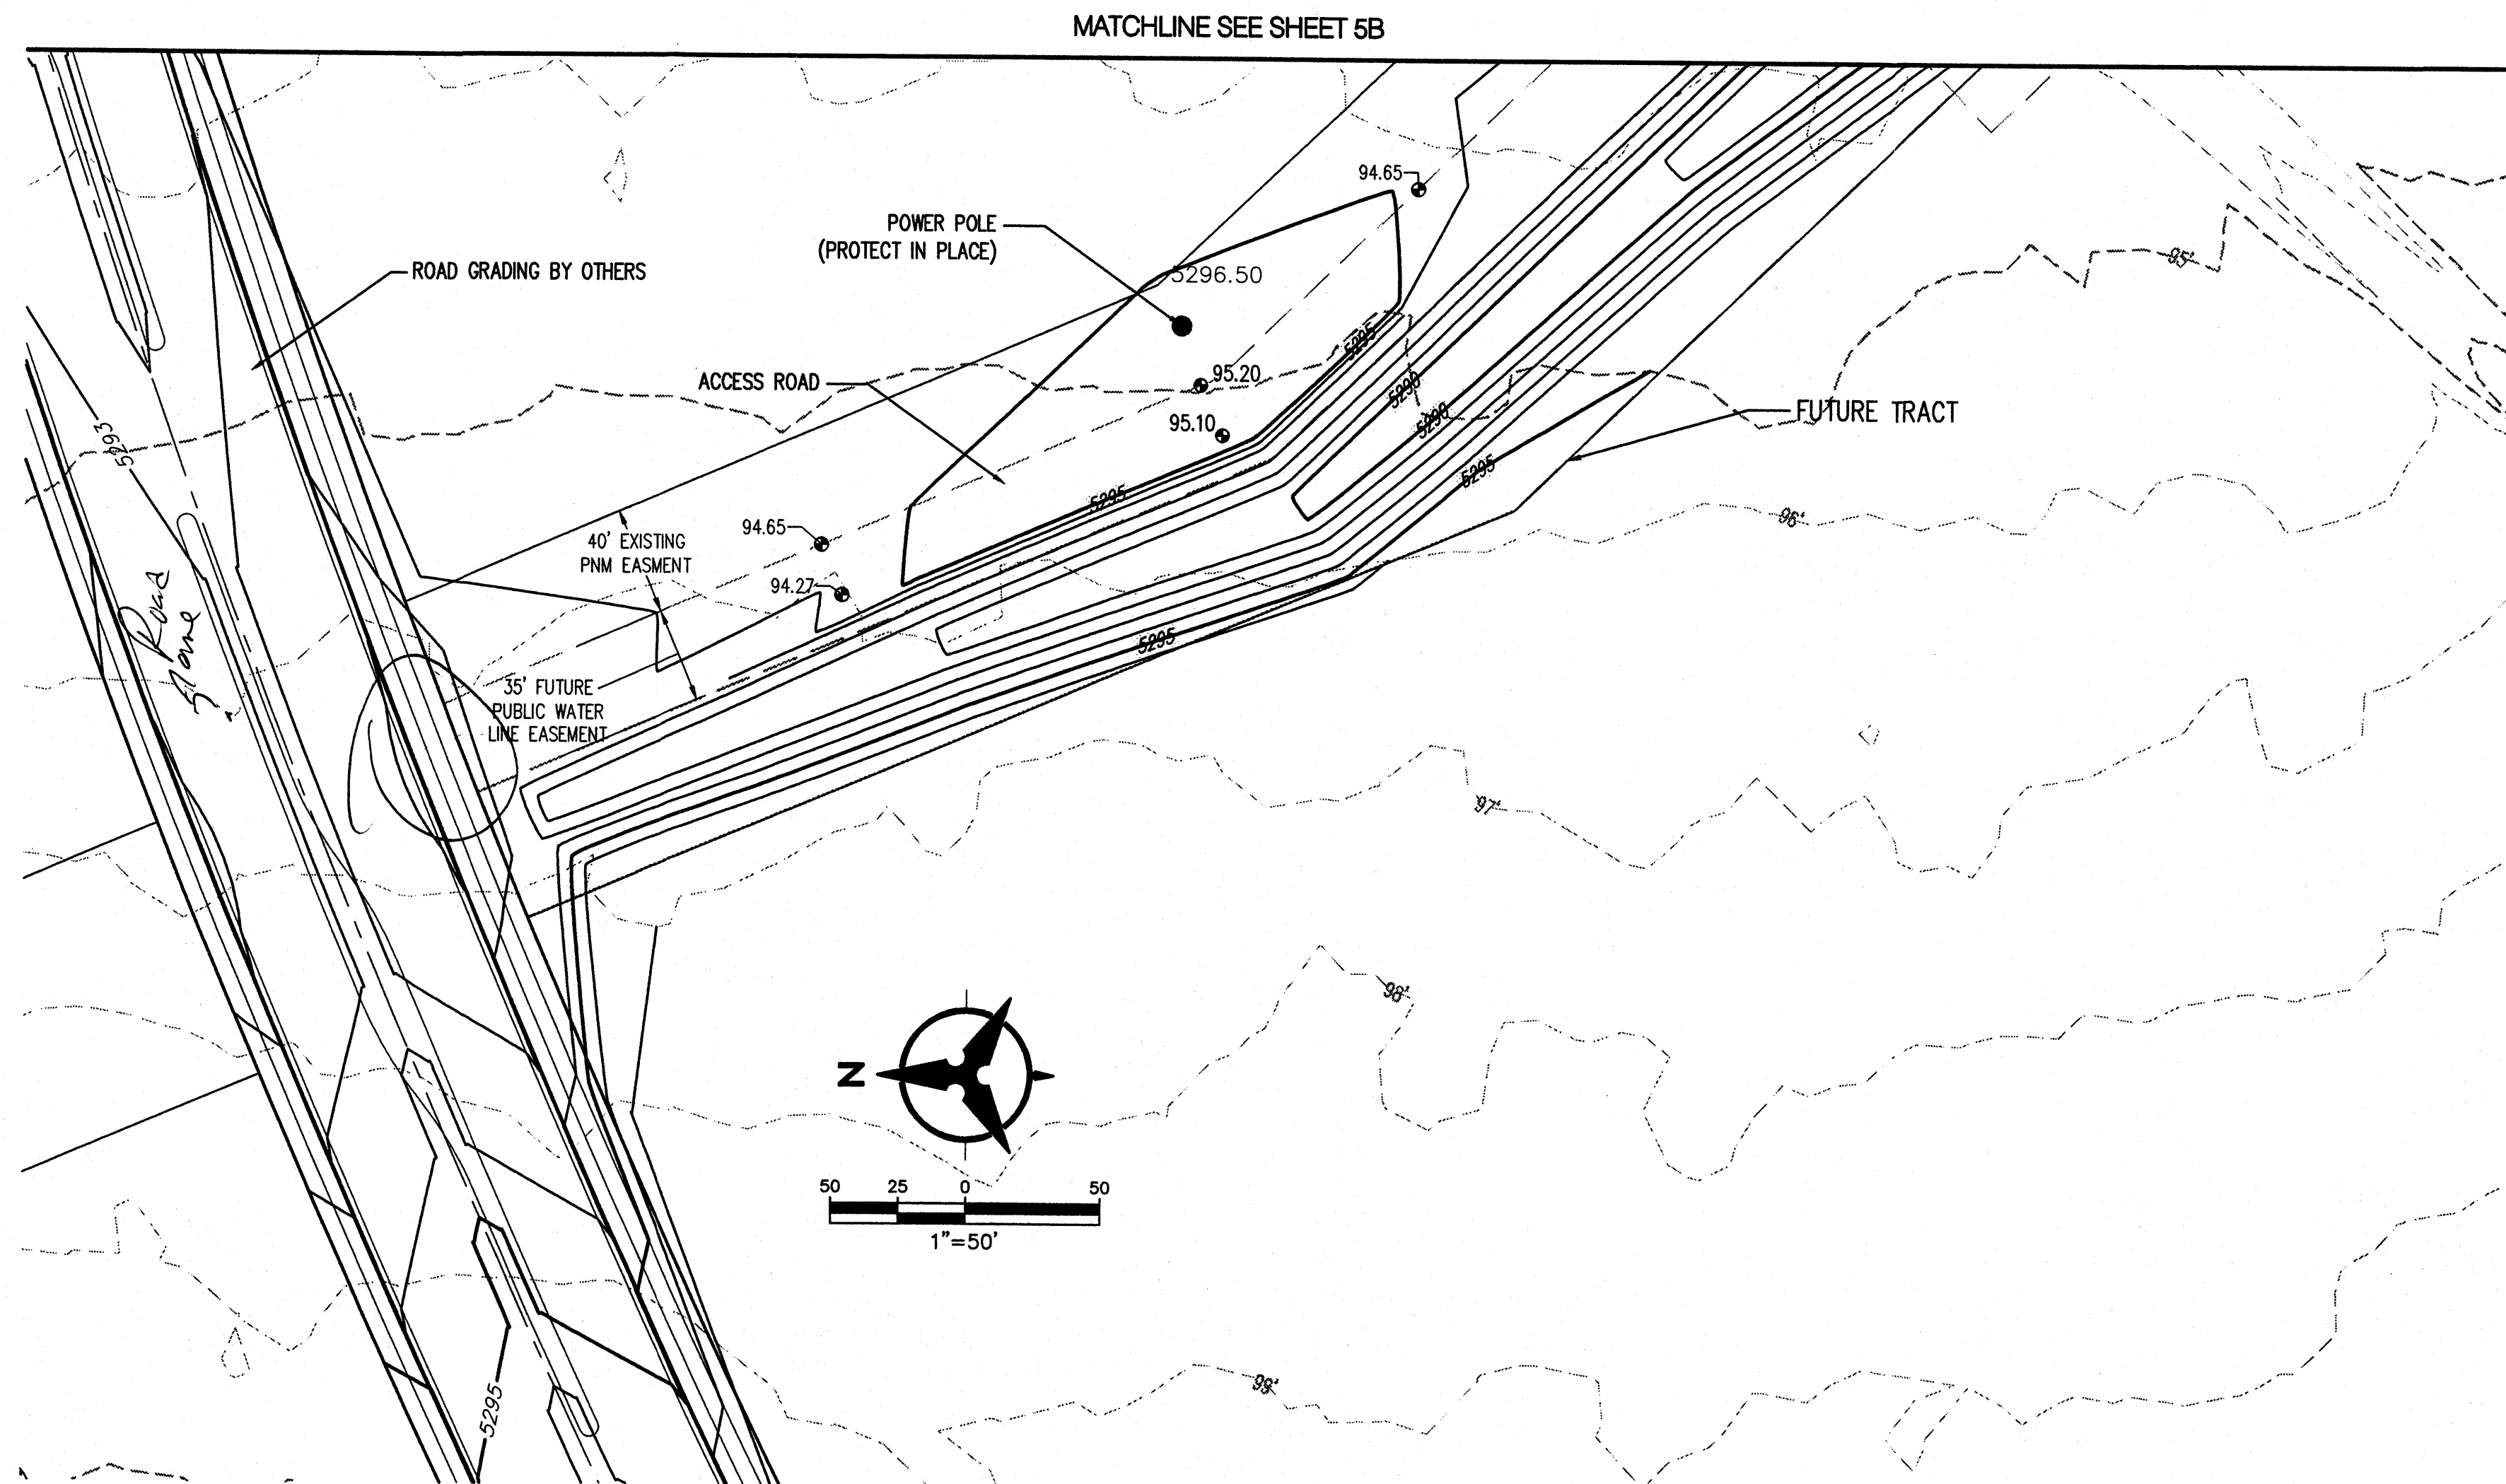 MATCHLINE SEE SHEET 5B
94.65
POWER POLE
(PROTECT IN PLACE)
5296.50
ROAD GRADING BY OTHERS
95'
5295
ACCESS ROAD
95.20
5290
95.10
5290
FUTURE TRACT
5293
5295
5295
94.65
96'
40' EXISTING
PNM EASMENT
94.27
Road
5295
35' FUTURE
PUBLIC WATER
LINE EASEMENT
97'
98'
N
50 25 0 50
1"=50'
99'
5295